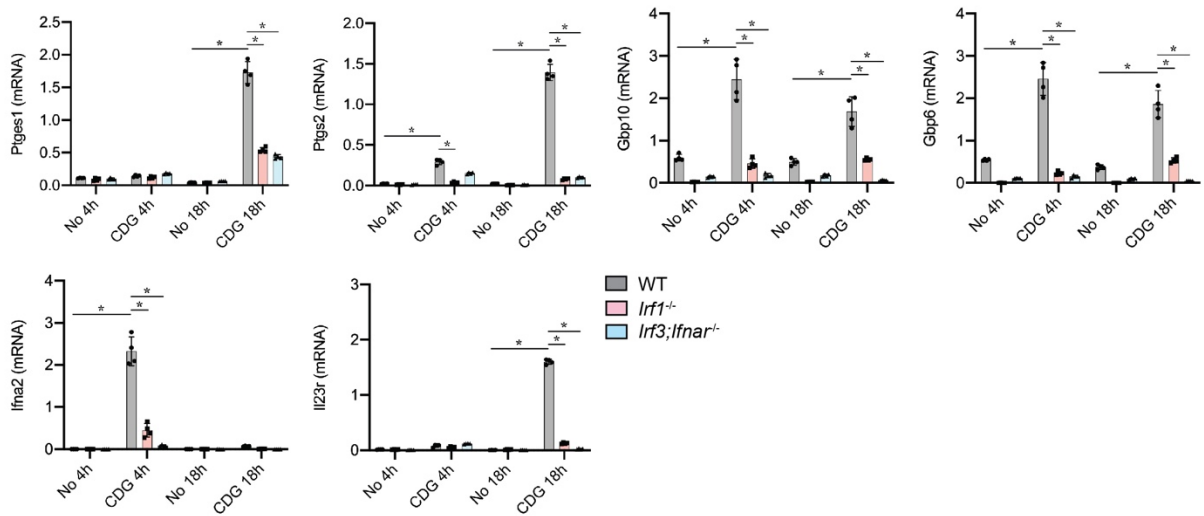 Ptges1 (mRNA)
2.5
2.0
1.5
1.0
0.5
0.0
*
*
*
No 4h
CDG 4h
No 18h
CDG 18h
Ptgs2 (mRNA)
2.0
1.5
1.0
0.5
0.0
*
*
*
*
*
No 4h
CDG 4h
No 18h
CDG 18h
Gbp10 (mRNA)
4
3
2
1
0
*
*
*
*
*
*
No 4h
CDG 4h
No 18h
CDG 18h
Gbp6 (mRNA)
4
3
2
1
0
*
*
*
*
*
*
No 4h
CDG 4h
No 18h
CDG 18h
Ifna2 (mRNA)
4
3
2
1
0
*
*
*
No 4h
CDG 4h
No 18h
CDG 18h
Il23r (mRNA)
3
2
1
0
*
*
*
No 4h
CDG 4h
No 18h
CDG 18h
WT
Irf1-/-
Irf3;Ifnar-/-